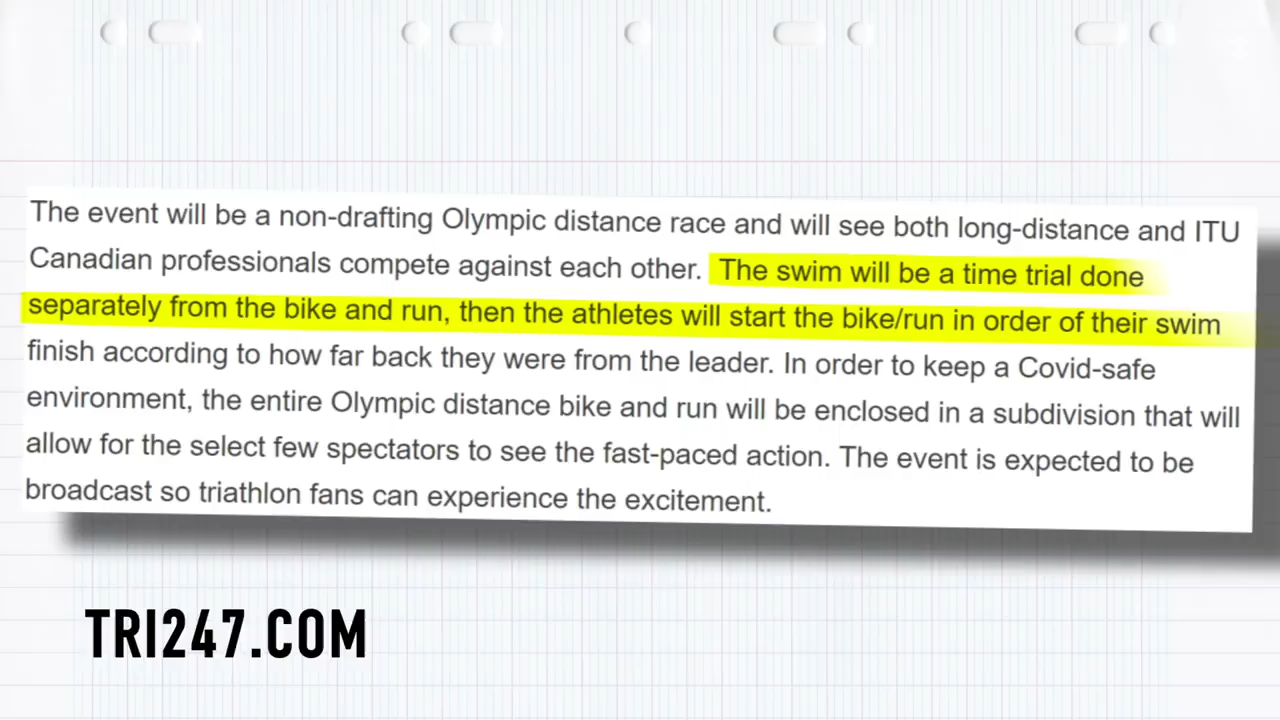 The event will be a non-drafting Olympic distance race and will see both long-distance and ITU
Canadian professionals compete against each other. The swim will be a time trial done
separately from the bike and run, then the athletes will start the bike/run in order of their swim
finish according to how far back they were from the leader. In order to keep a Covid-safe
environment, the entire Olympic distance bike and run will be enclosed in a subdivision that will
allow for the select few spectators to see the fast-paced action. The event is expected to be
broadcast so triathlon fans can experience the excitement.
TRI247.COM